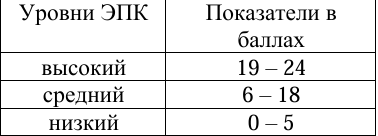 Уровни ЭПК Показатели в
баллах
высокий 19 – 24
средний 6 – 18
низкий 0 – 5